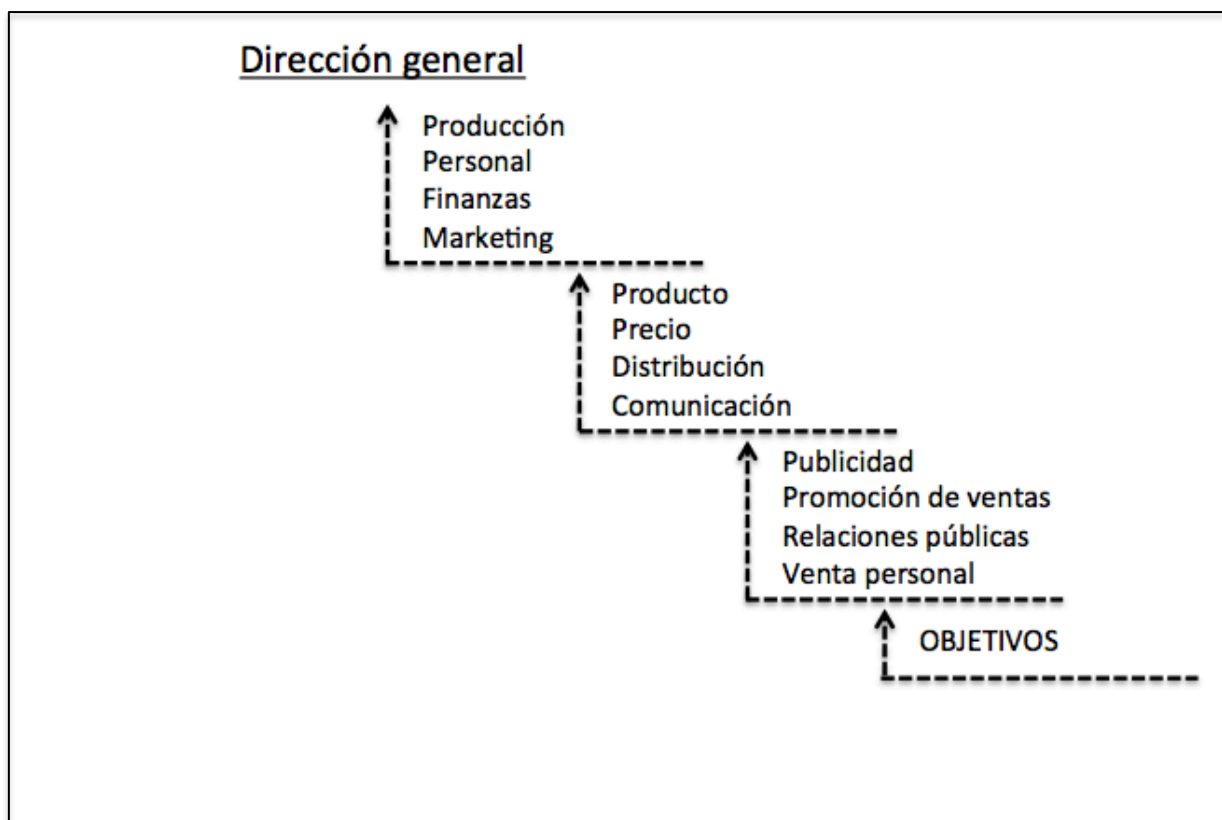 Dirección general
Producción
Personal
Finanzas
Marketing
Producto
Precio
Distribución
Comunicación
Publicidad
Promoción de ventas
Relaciones públicas
Venta personal
OBJETIVOS